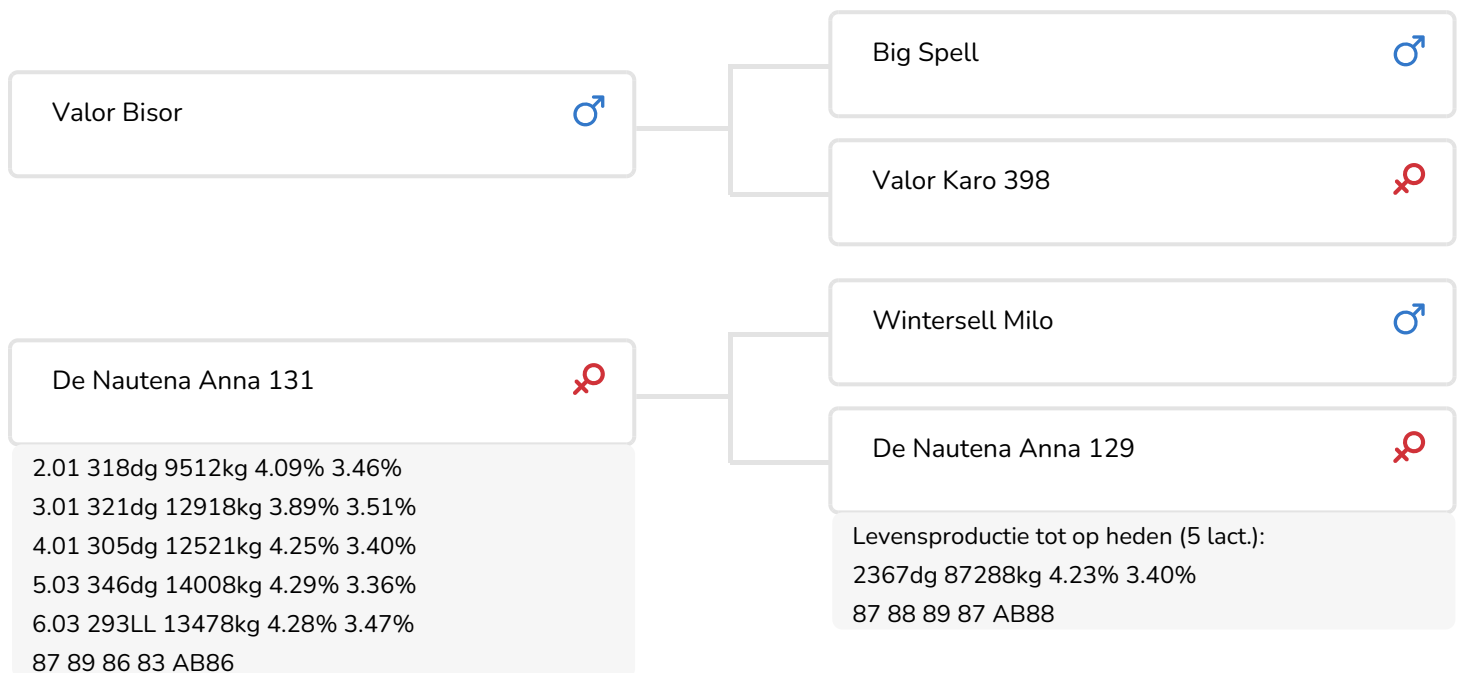 Big Spell
Valor Bisor
Valor Karo 398
Wintersell Milo
De Nautena Anna 131
De Nautena Anna 129
2.01 318dg 9512kg 4.09% 3.46%
3.01 321dg 12918kg 3.89% 3.51%
4.01 305dg 12521kg 4.25% 3.40%
5.03 346dg 14008kg 4.29% 3.36%
6.03 293LL 13478kg 4.28% 3.47%
87 89 86 83 AB86
Levensproductie tot op heden (5 lact.):
2367dg 87288kg 4.23% 3.40%
87 88 89 87 AB88